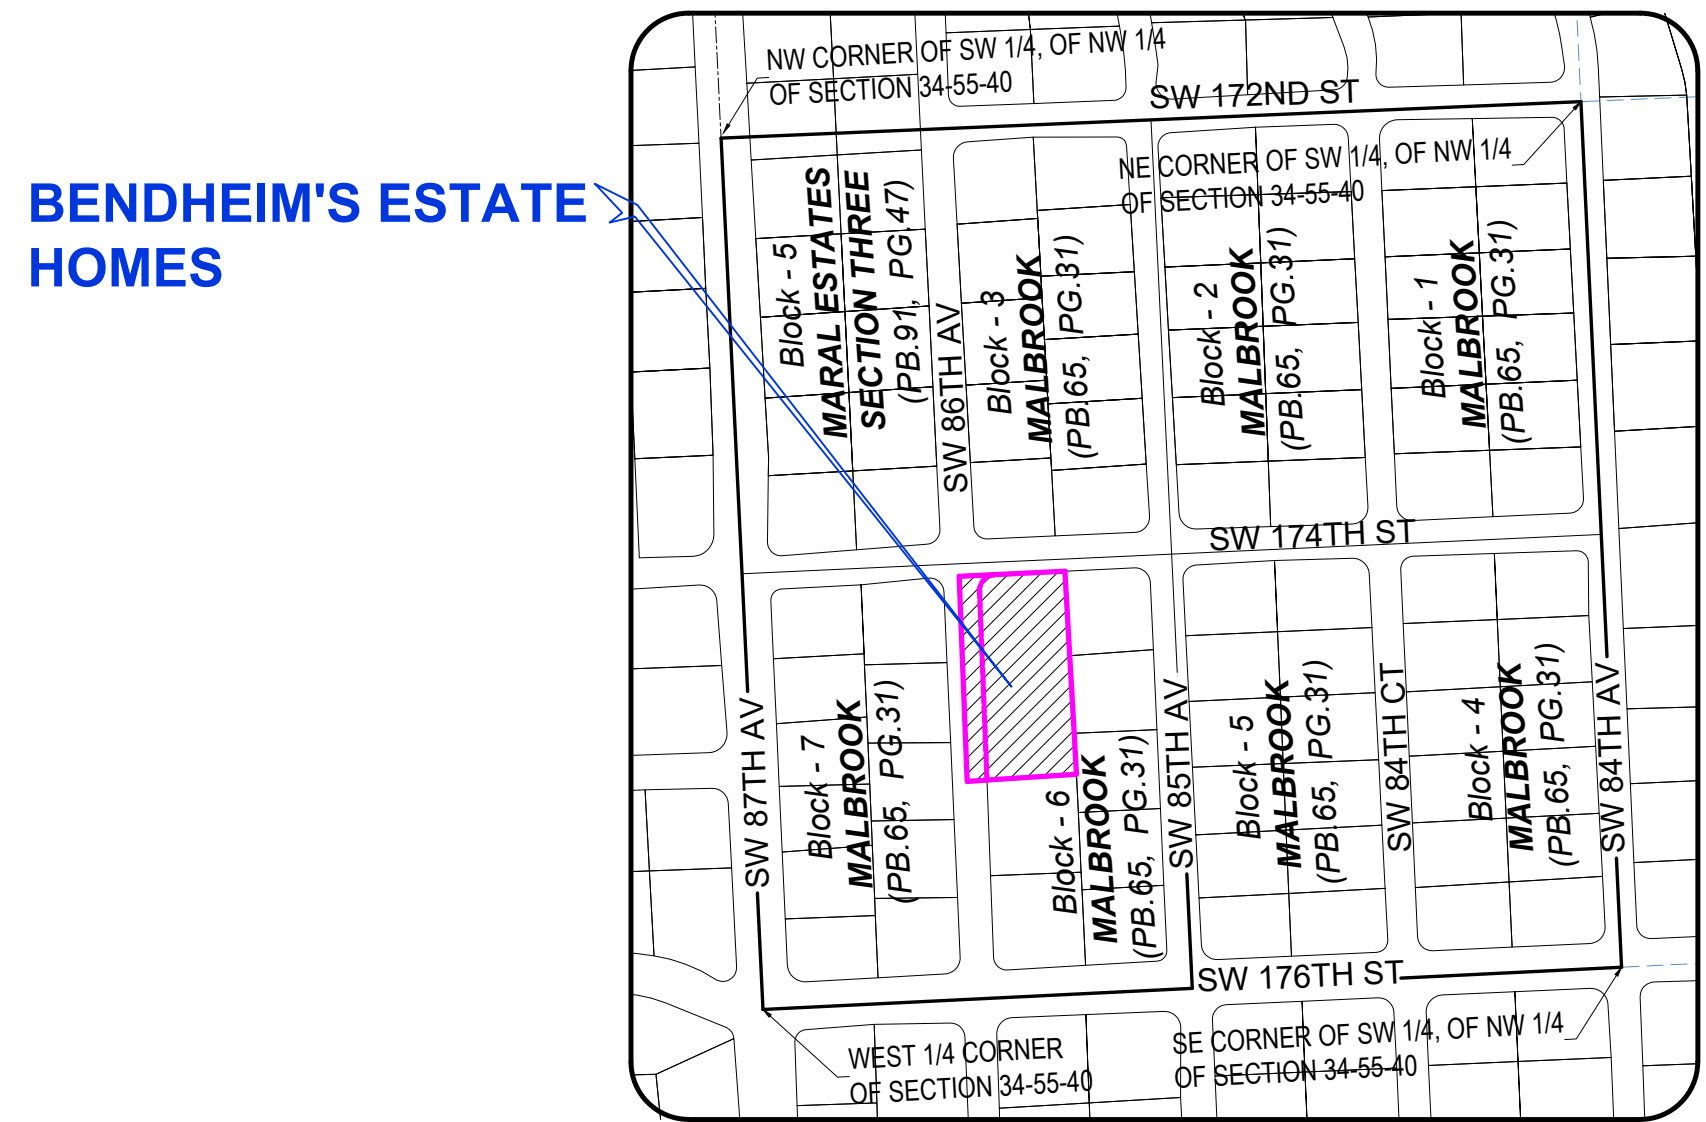 NW CORNER OF SW 1/4, OF NW 1/4
OF SECTION 34-55-40
SW 172ND ST
NE CORNER OF SW 1/4, OF NW 1/4
OF SECTION 34-55-40
BENDHEIM'S ESTATE
HOMES
Block - 5
MARAL ESTATES
SECTION THREE
(PB.91, PG.47)
SW 86TH AV
Block - 3
MALBROOK
(PB.65, PG.31)
Block - 2
MALBROOK
(PB.65, PG.31)
Block - 1
MALBROOK
(PB.65, PG.31)
SW 174TH ST
SW 87TH AV
Block - 7
MALBROOK
(PB.65, PG.31)
Block - 6
MALBROOK
(PB.65, PG.31)
SW 85TH AV
Block - 5
MALBROOK
(PB.65, PG.31)
SW 84TH CT
Block - 4
MALBROOK
(PB.65, PG.31)
SW 84TH AV
SW 176TH ST
WEST 1/4 CORNER
OF SECTION 34-55-40
SE CORNER OF SW 1/4, OF NW 1/4
OF SECTION 34-55-40